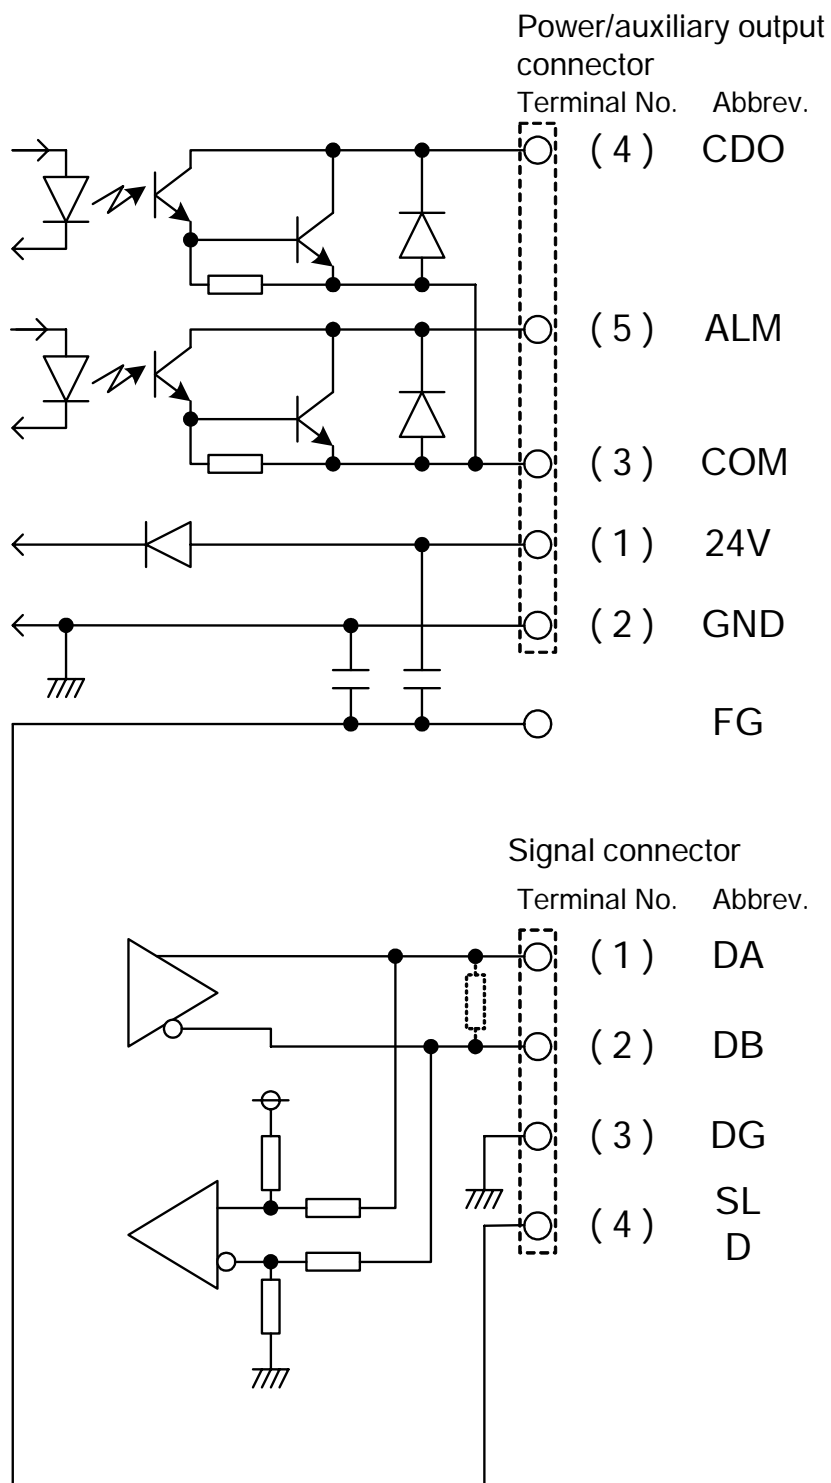 Power/auxiliary output
connector
Terminal No. Abbrev.
(4) CDO
(5) ALM
(3) COM
(1) 24V
(2) GND
FG
Signal connector
Terminal No. Abbrev.
(1) DA
(2) DB
(3) DG
(4) SL
D